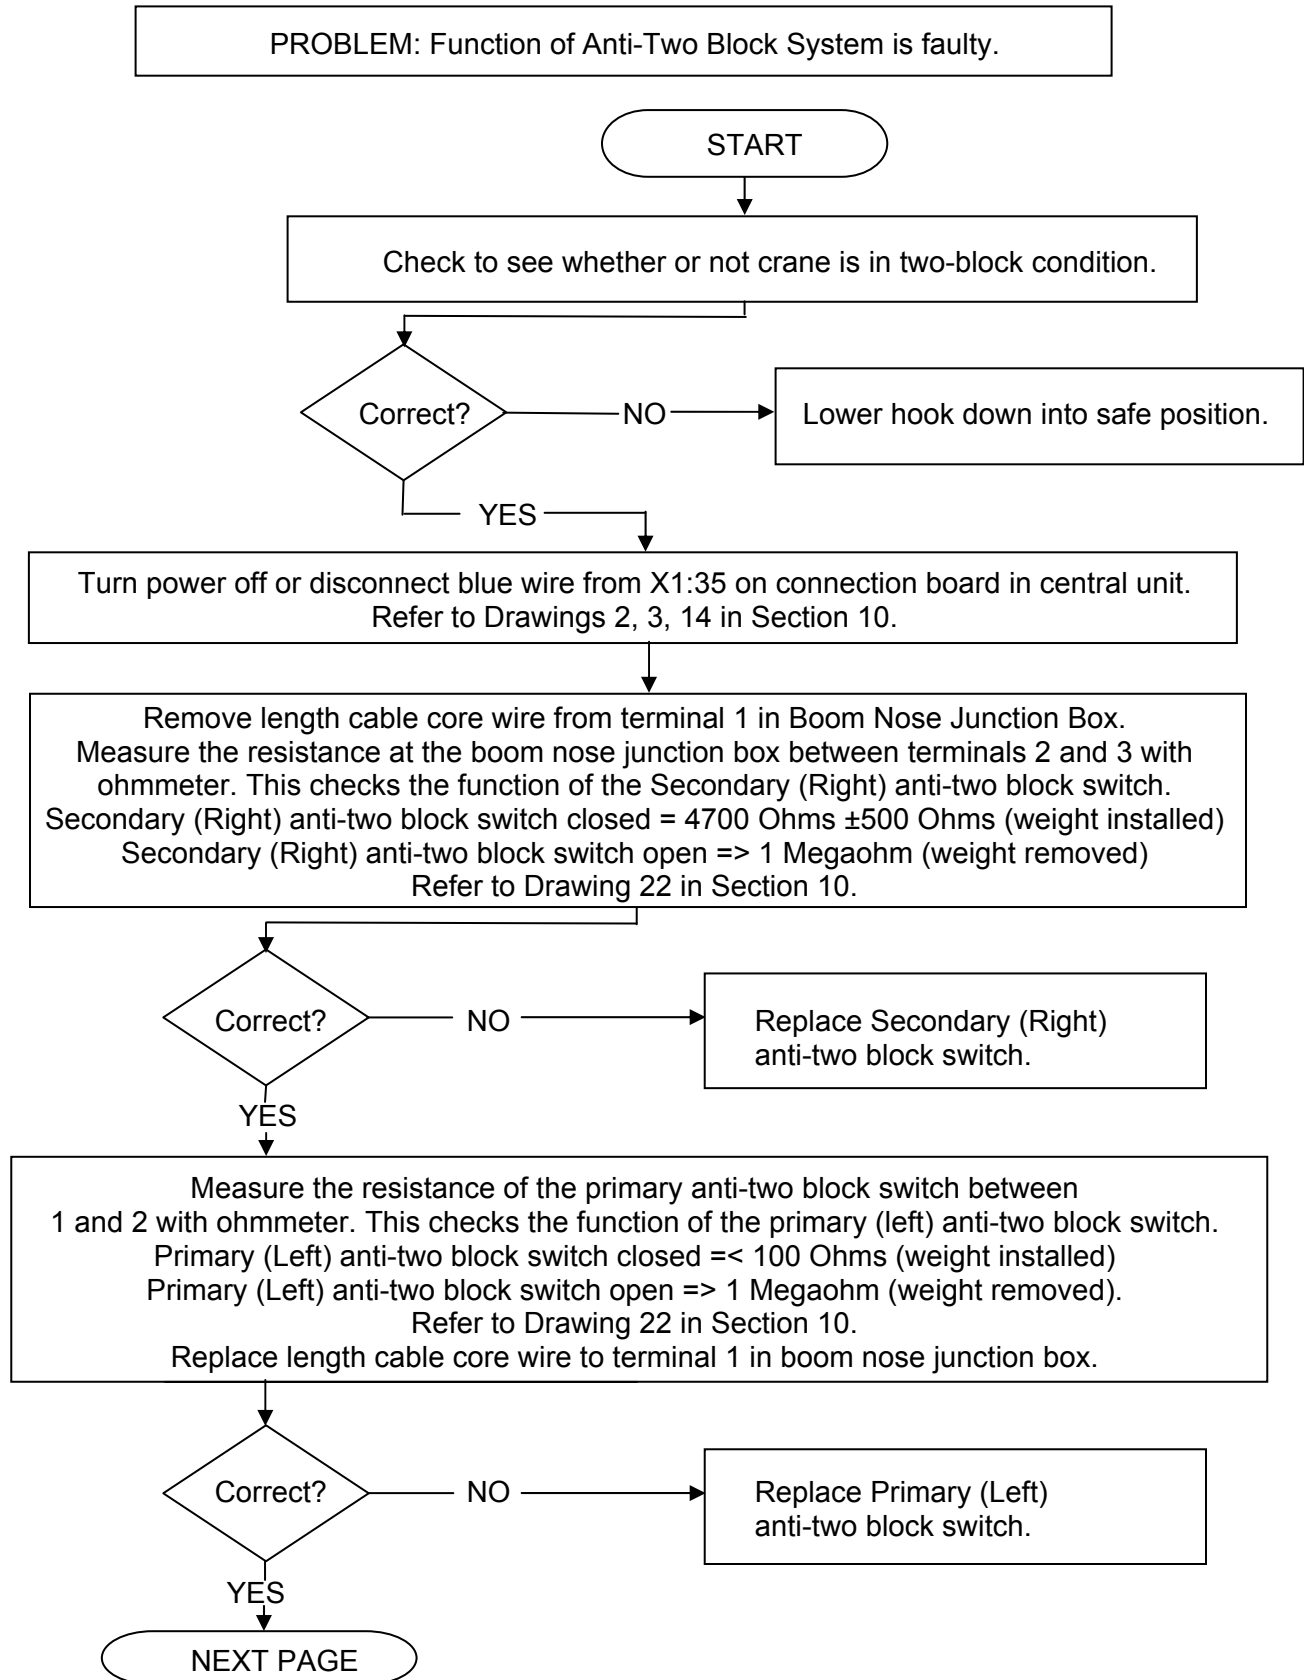 PROBLEM: Function of Anti-Two Block System is faulty.
START
Check to see whether or not crane is in two-block condition.
Correct?
NO
Lower hook down into safe position.
YES
Turn power off or disconnect blue wire from X1:35 on connection board in central unit.
Refer to Drawings 2, 3, 14 in Section 10.
Remove length cable core wire from terminal 1 in Boom Nose Junction Box.
Measure the resistance at the boom nose junction box between terminals 2 and 3 with
ohmmeter. This checks the function of the Secondary (Right) anti-two block switch.
Secondary (Right) anti-two block switch closed = 4700 Ohms ±500 Ohms (weight installed)
Secondary (Right) anti-two block switch open => 1 Megaohm (weight removed)
Refer to Drawing 22 in Section 10.
Correct?
NO
Replace Secondary (Right)
anti-two block switch.
YES
Measure the resistance of the primary anti-two block switch between
1 and 2 with ohmmeter. This checks the function of the primary (left) anti-two block switch.
Primary (Left) anti-two block switch closed =< 100 Ohms (weight installed)
Primary (Left) anti-two block switch open => 1 Megaohm (weight removed).
Refer to Drawing 22 in Section 10.
Replace length cable core wire to terminal 1 in boom nose junction box.
Correct?
NO
Replace Primary (Left)
anti-two block switch.
YES
NEXT PAGE